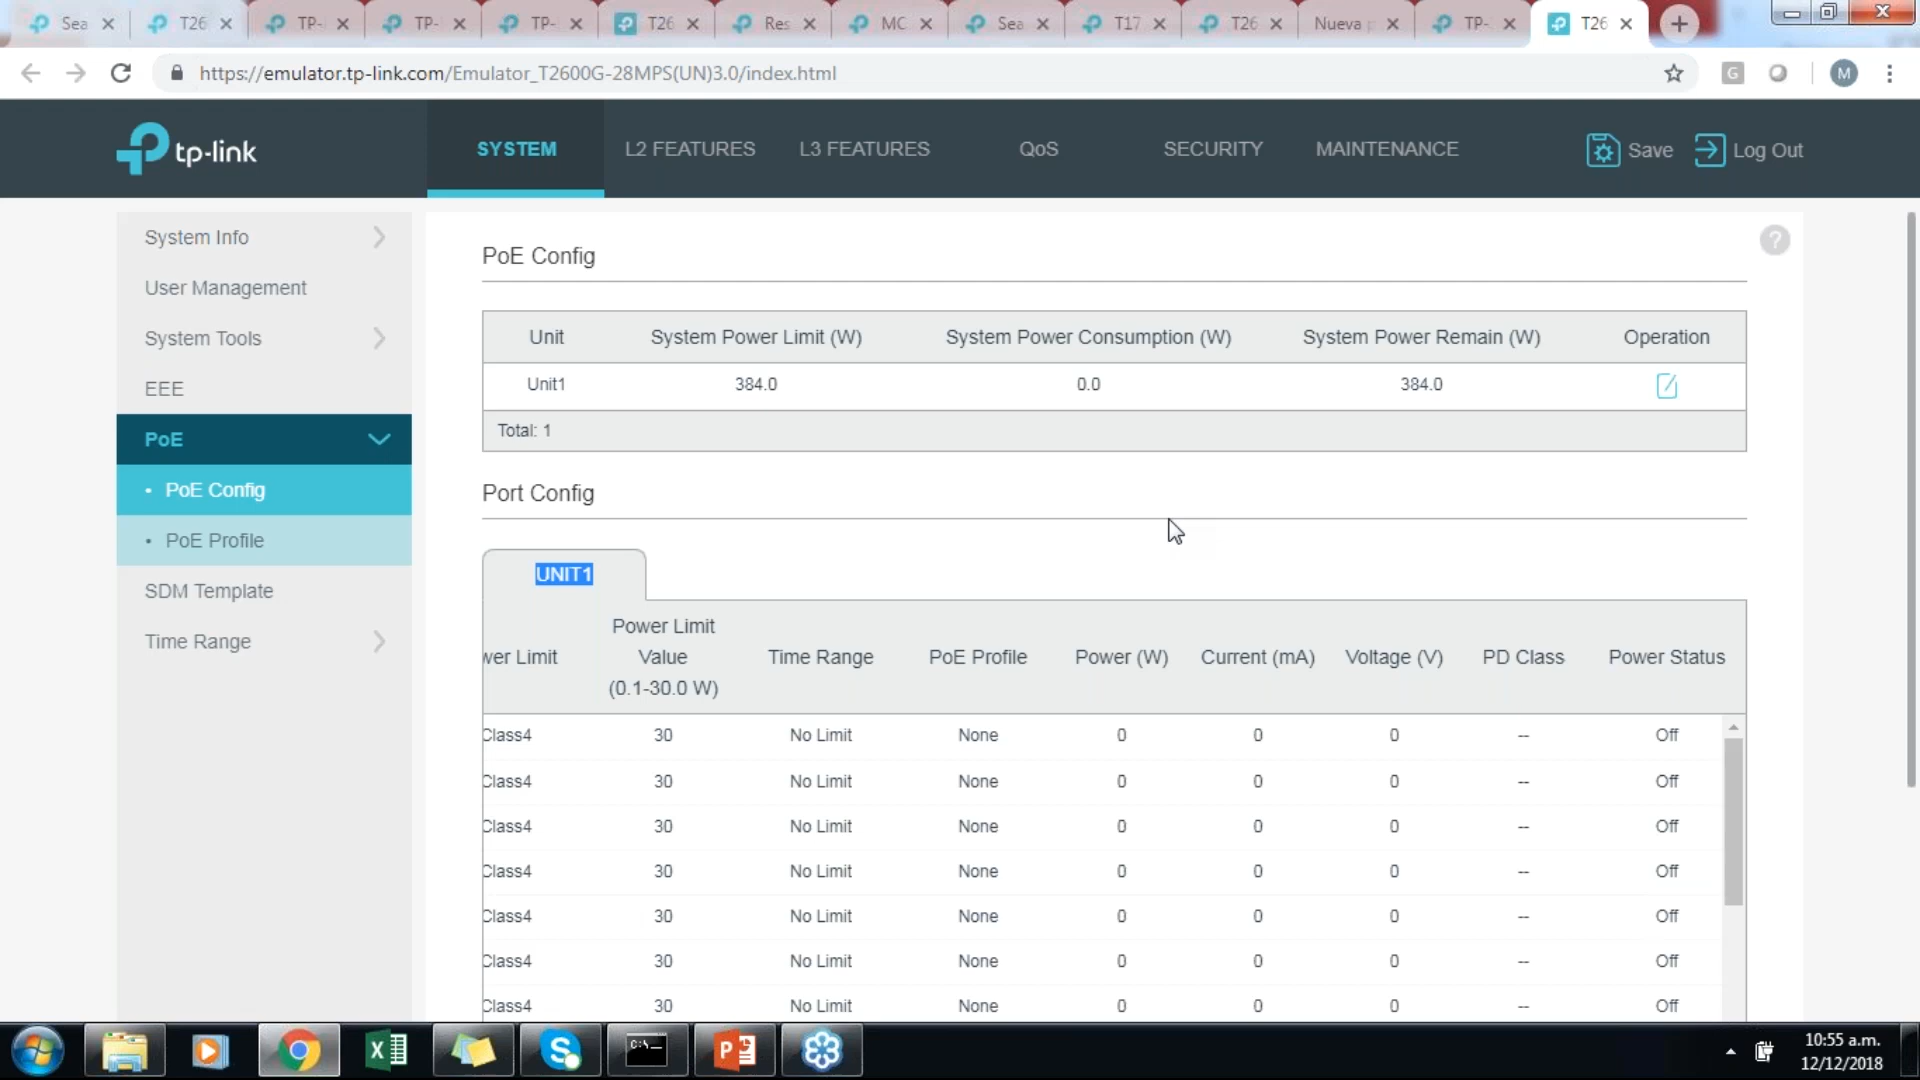 Sea T26 TP- TP- TP- T26 Res MC Sea T17 T26 Nueva p TP- T26
https://emulator.tp-link.com/Emulator_T2600G-28MPS(UN)3.0/index.html G M
tp-link SYSTEM L2 FEATURES L3 FEATURES QoS SECURITY MAINTENANCE Save Log Out
System Info
User Management
System Tools
EEE
PoE
• PoE Config
• PoE Profile
SDM Template
Time Range
PoE Config ?
Unit System Power Limit (W) System Power Consumption (W) System Power Remain (W) Operation
Unit1 384.0 0.0 384.0
Total: 1
Port Config
UNIT1
wer Limit Power Limit Value (0.1-30.0 W) Time Range PoE Profile Power (W) Current (mA) Voltage (V) PD Class Power Status
Class4 30 No Limit None 0 0 0 -- Off
Class4 30 No Limit None 0 0 0 -- Off
Class4 30 No Limit None 0 0 0 -- Off
Class4 30 No Limit None 0 0 0 -- Off
Class4 30 No Limit None 0 0 0 -- Off
Class4 30 No Limit None 0 0 0 -- Off
Class4 30 No Limit None 0 0 0 -- Off
10:55 a.m.
12/12/2018